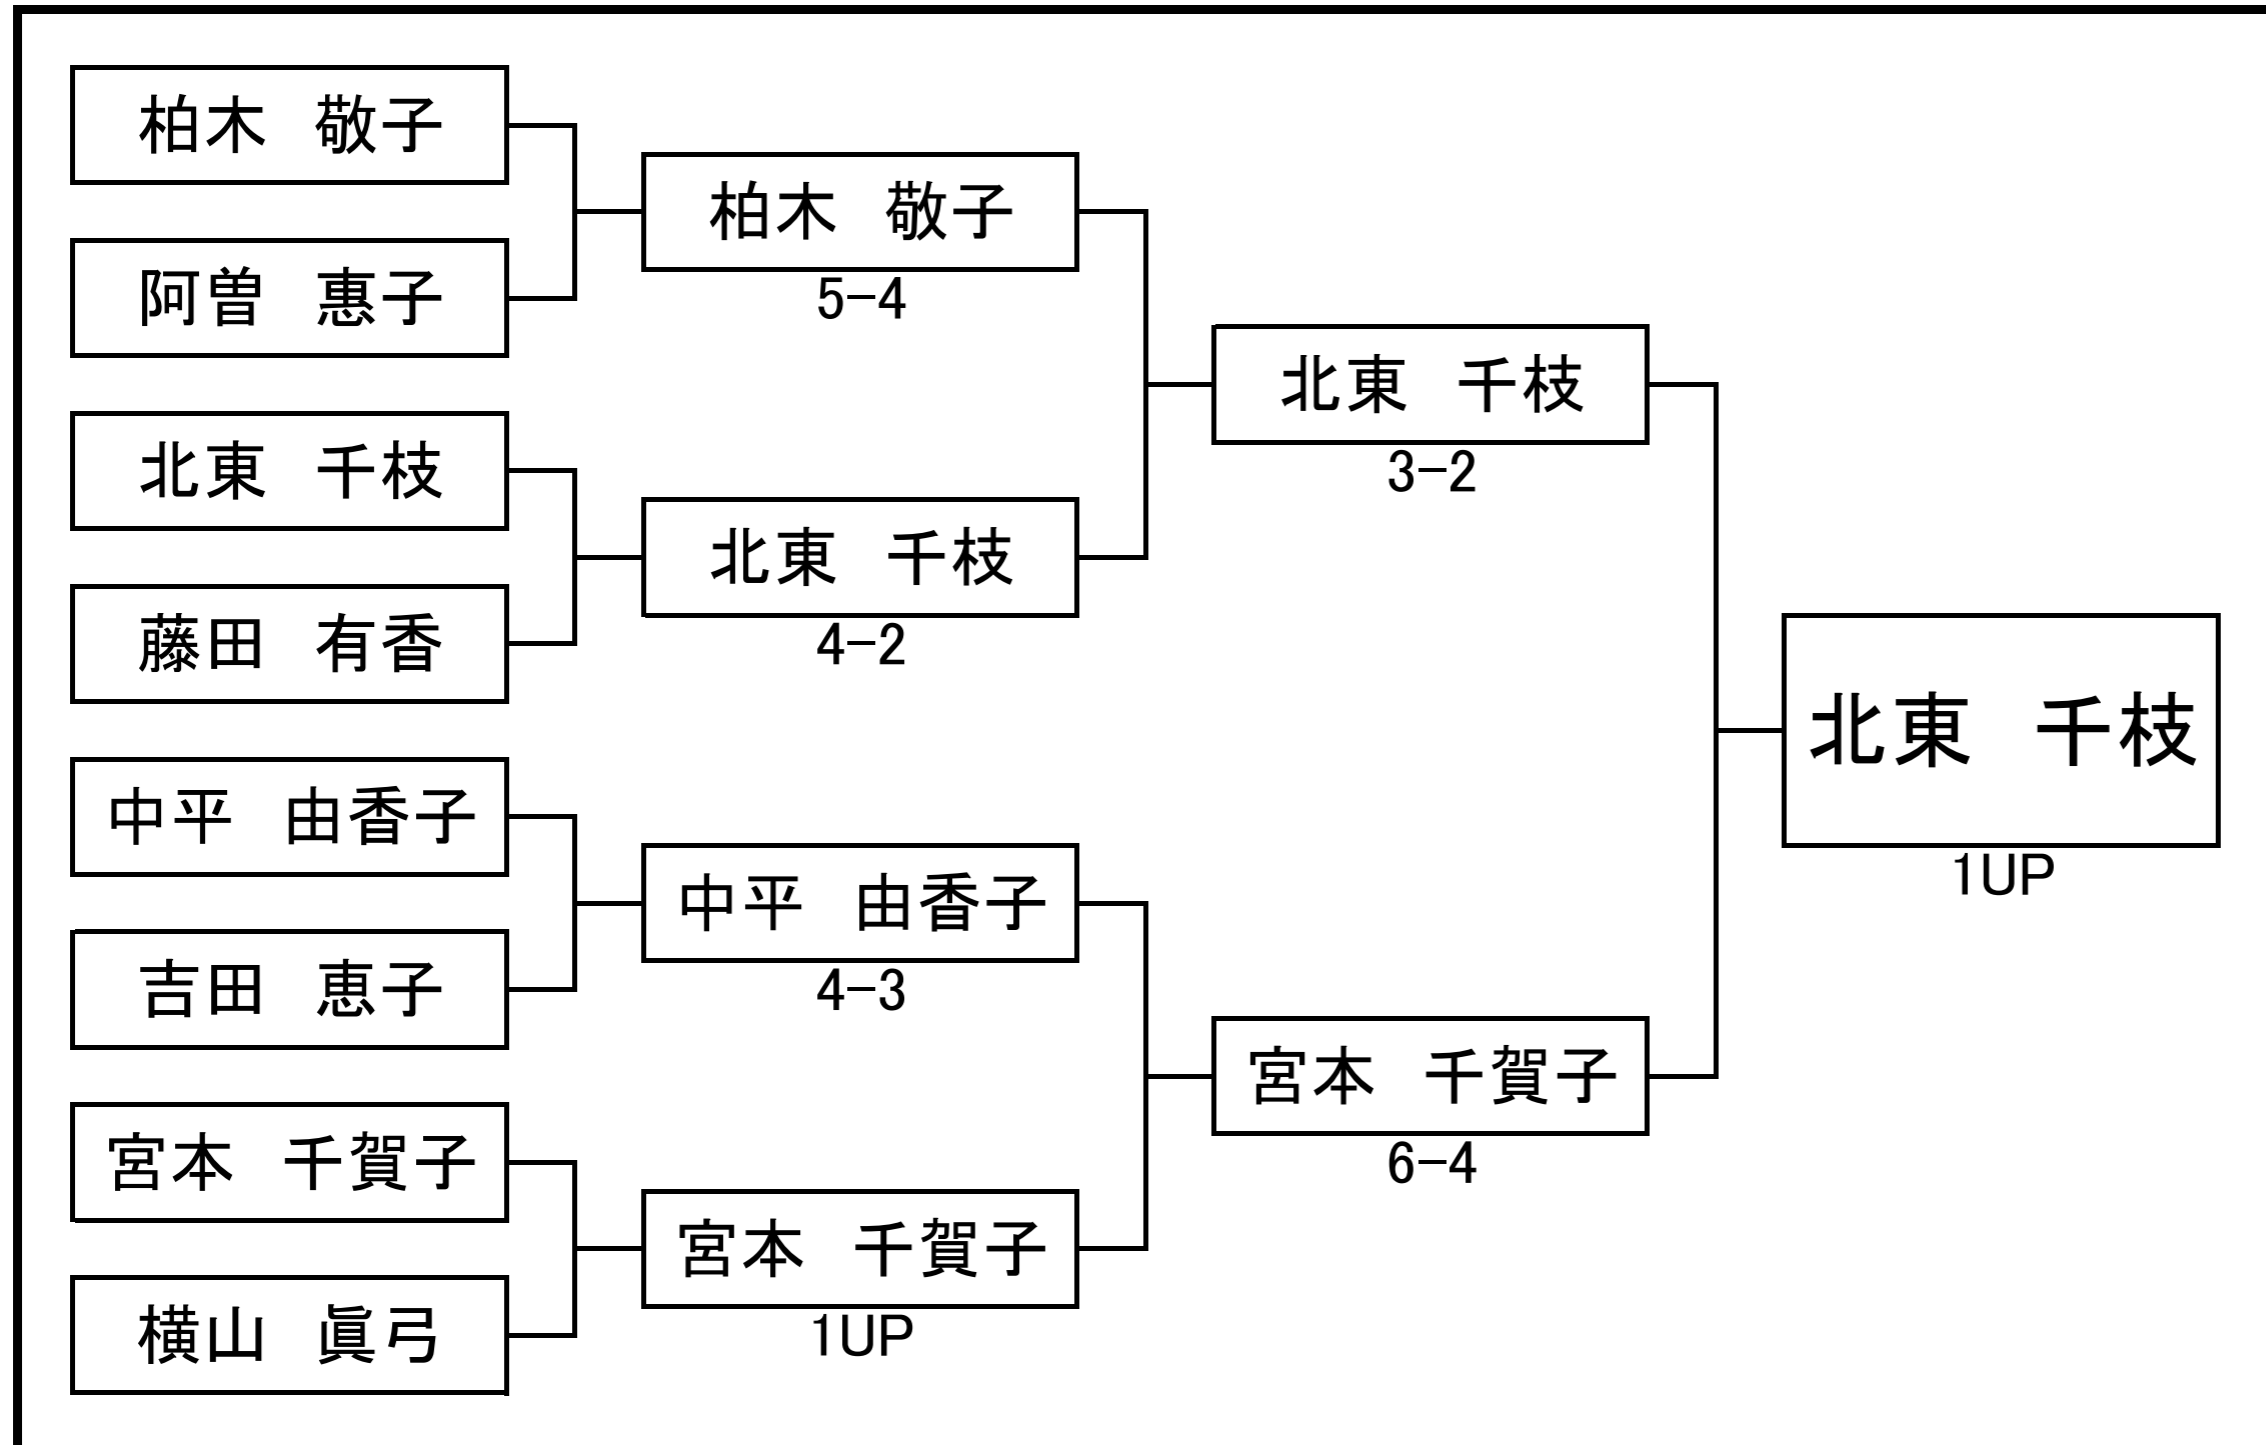 柏木　敬子
阿曽　惠子
北東　千枝
藤田　有香
中平　由香子
吉田　恵子
宮本　千賀子
横山　眞弓
柏木　敬子
5-4
北東　千枝
4-2
中平　由香子
4-3
宮本　千賀子
1UP
北東　千枝
3-2
宮本　千賀子
6-4
北東　千枝
1UP